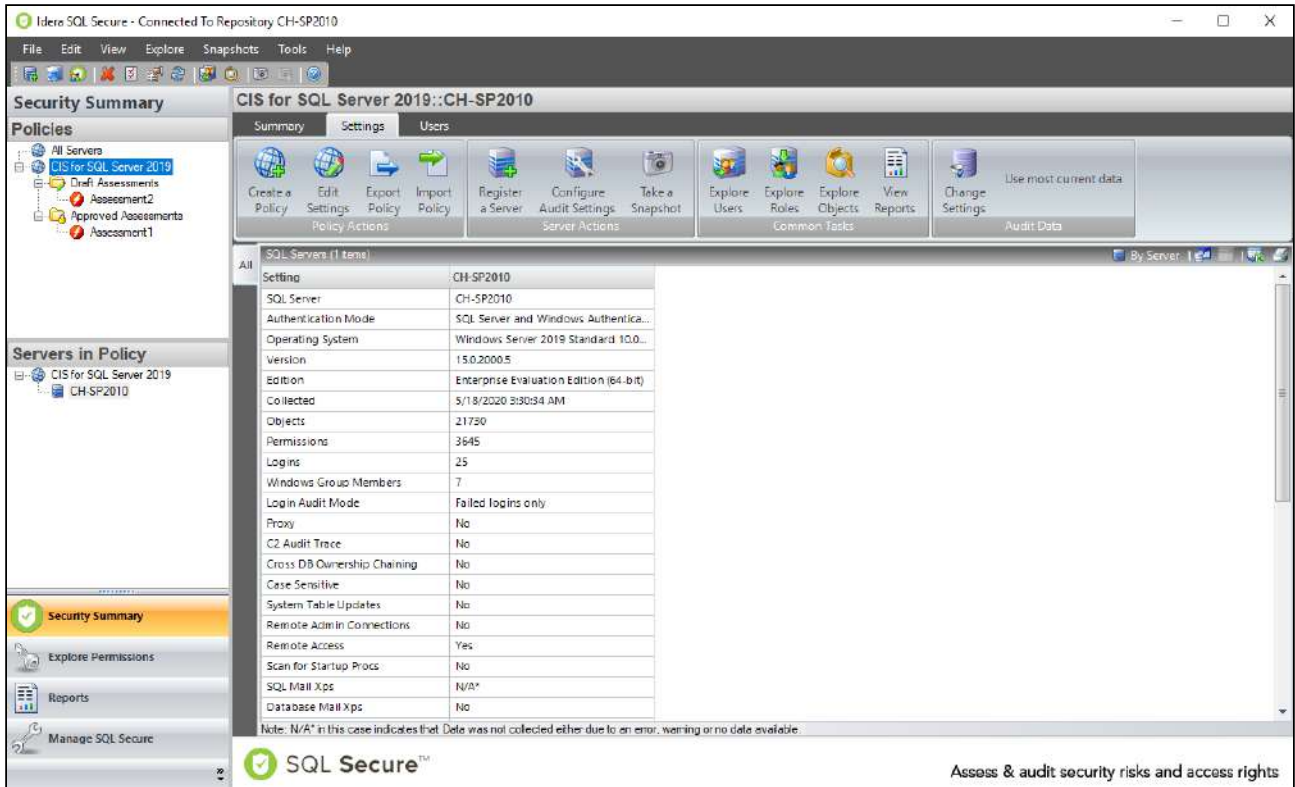 Idera SQL Secure - Connected To Repository CH-SP2010
File Edit View Explore Snapshots Tools Help
Security Summary
Policies
All Servers
CIS for SQL Server 2019
Draft Assessments
Assessment2
Approved Assessments
Assessment1
Servers in Policy
CIS for SQL Server 2019
CH-SP2010
Security Summary
Explore Permissions
Reports
Manage SQL Secure
CIS for SQL Server 2019::CH-SP2010
Summary Settings Users
Create a Policy
Edit Settings
Export Policy
Import Policy
Policy Actions
Register a Server
Configure Audit Settings
Take a Snapshot
Server Actions
Explore Users
Explore Roles
Explore Objects
View Reports
Common Tasks
Change Settings
Use most current data
Audit Data
All
SQL Servers (1 items)
By Server
Setting CH-SP2010
SQL Server CH-SP2010
Authentication Mode SQL Server and Windows Authentica...
Operating System Windows Server 2019 Standard 10.0...
Version 15.0.2000.5
Edition Enterprise Evaluation Edition (64-bit)
Collected 5/18/2020 3:30:34 AM
Objects 21730
Permissions 3645
Logins 25
Windows Group Members 7
Login Audit Mode Failed logins only
Proxy No
C2 Audit Trace No
Cross DB Ownership Chaining No
Case Sensitive No
System Table Updates No
Remote Admin Connections No
Remote Access Yes
Scan for Startup Procs No
SQL Mail Xps N/A*
Database Mail Xps No
Note: N/A* in this case indicates that Data was not collected either due to an error, warning or no data available.
SQL Secure™
Assess & audit security risks and access rights